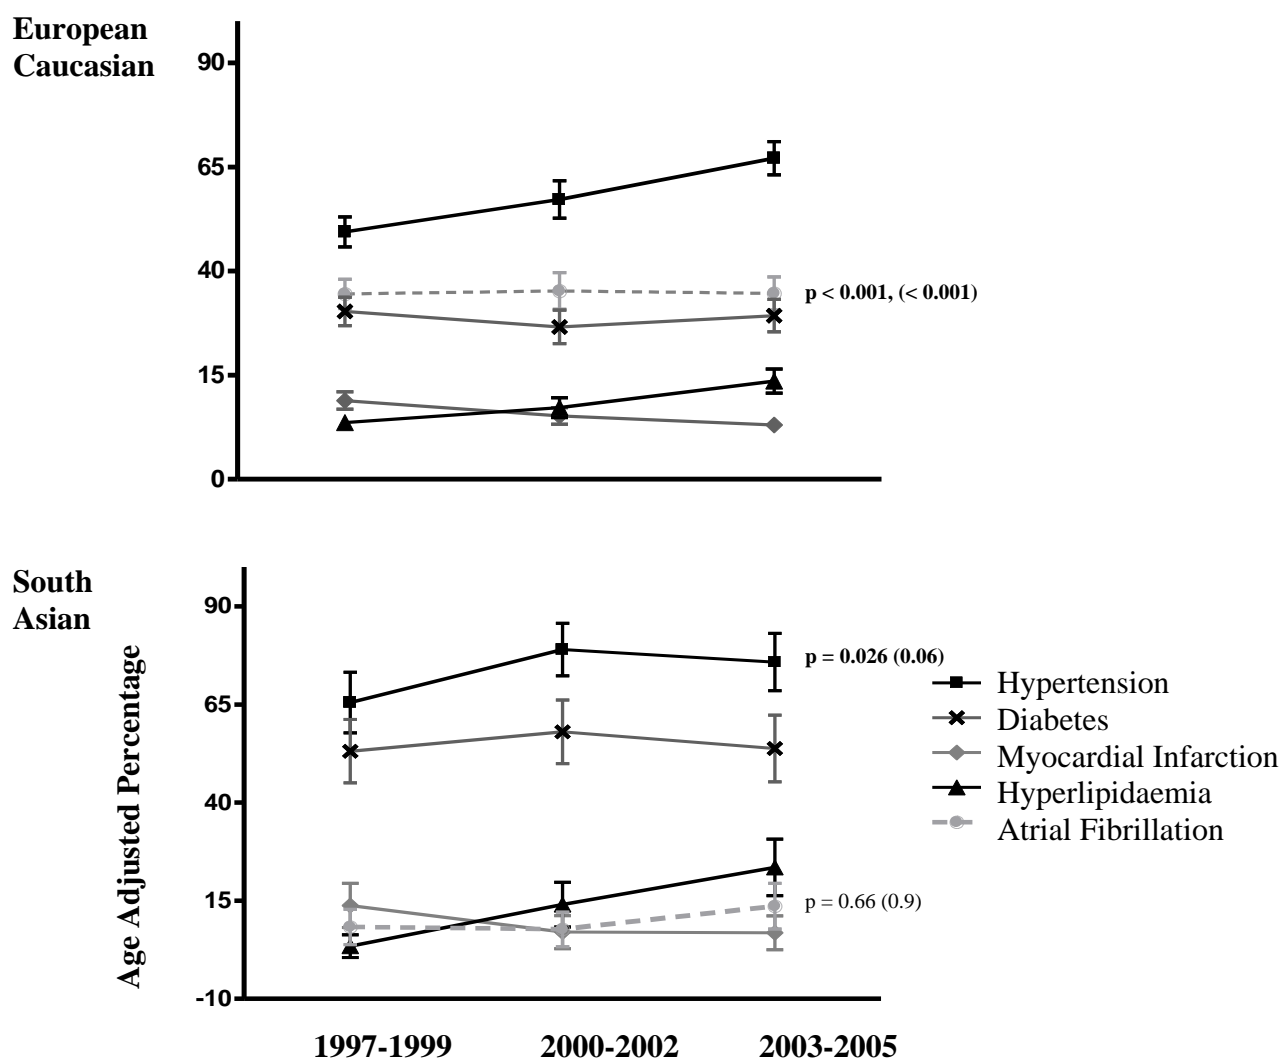 European
Caucasian
90
65
40
p < 0.001, (< 0.001)
15
0
South
Asian
90
p = 0.026 (0.06)
Hypertension
65
Diabetes
Myocardial Infarction
Hyperlipidaemia
40
Atrial Fibrillation
15
p = 0.66 (0.9)
-10
Age Adjusted Percentage
1997-1999 2000-2002 2003-2005